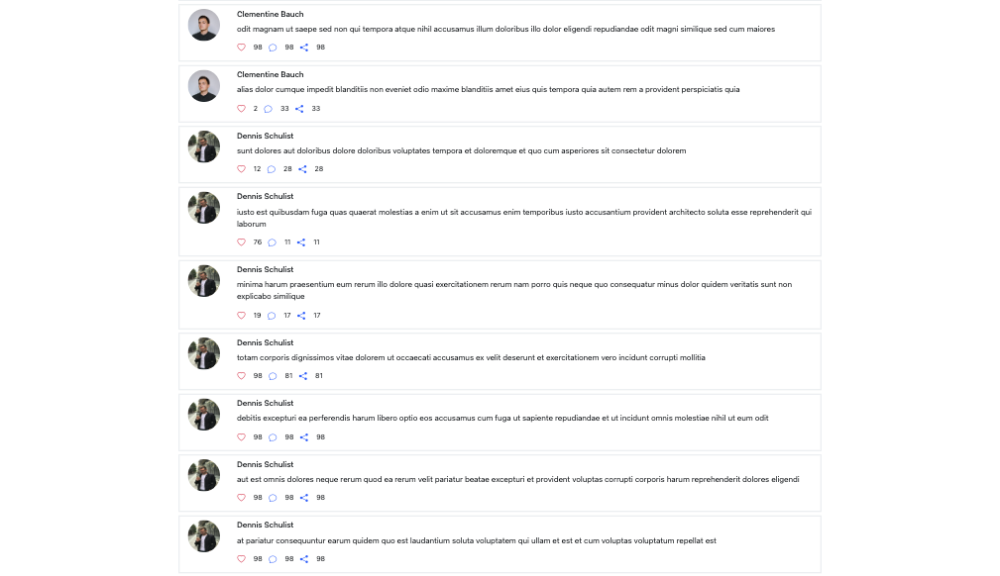 Clementine Bauch
odit magnam ut saepe sed non qui tempora atque nihil accusamus illum doloribus illo dolor eligendi repudiandae odit magni similique sed cum maiores
98 98 98
Clementine Bauch
alias dolor cumque impedit blanditiis non eveniet odio maxime blanditiis amet eius quis tempora quia autem rem a provident perspiciatis quia
2 33 33
Dennis Schulist
sunt dolores aut doloribus dolore doloribus voluptates tempora et doloremque et quo cum asperiores sit consectetur dolorem
12 28 28
Dennis Schulist
iusto est quibusdam fuga quas quaerat molestias a enim ut sit accusamus enim temporibus iusto accusantium provident architecto soluta esse reprehenderit qui
laborum
76 11 11
Dennis Schulist
minima harum praesentium eum rerum illo dolore quasi exercitationem rerum nam porro quis neque quo consequatur minus dolor quidem veritatis sunt non
explicabo similique
19 17 17
Dennis Schulist
totam corporis dignissimos vitae dolorem ut occaecati accusamus ex velit deserunt et exercitationem vero incidunt corrupti mollitia
98 81 81
Dennis Schulist
debitis excepturi ea perferendis harum libero optio eos accusamus cum fuga ut sapiente repudiandae et ut incidunt omnis molestiae nihil ut eum odit
98 98 98
Dennis Schulist
aut est omnis dolores neque rerum quod ea rerum velit pariatur beatae excepturi et provident voluptas corrupti corporis harum reprehenderit dolores eligendi
98 98 98
Dennis Schulist
at pariatur consequuntur earum quidem quo est laudantium soluta voluptatem qui ullam et est et cum voluptas voluptatum repellat est
98 98 98